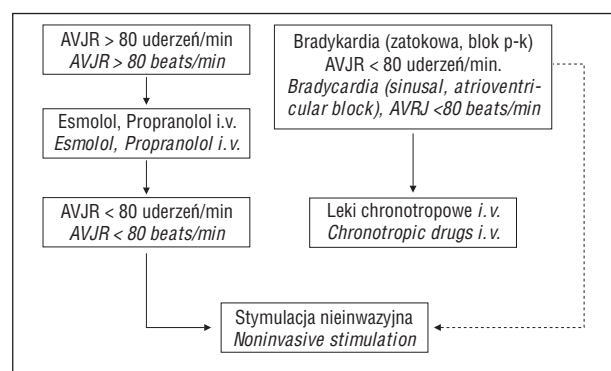 AVJR > 80 uderzeń/min
AVJR > 80 beats/min
Esmolol, Propranolol i.v.
Esmolol, Propranolol i.v.
AVJR < 80 uderzeń/min
AVJR < 80 beats/min
Bradykardia (zatokowa, blok p-k)
AVJR < 80 uderzeń/min.
Bradycardia (sinusal, atrioventri-
cular block), AVRJ <80 beats/min
Leki chronotropowe i.v.
Chronotropic drugs i.v.
Stymulacja nieinwazyjna
Noninvasive stimulation